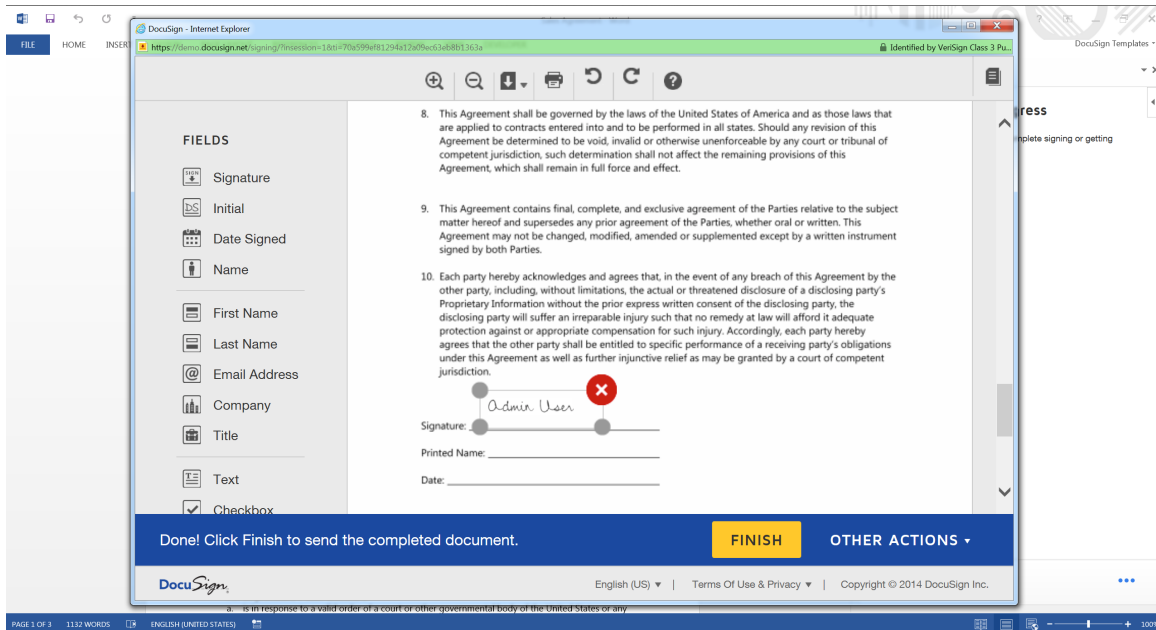 DocuSign - Internet Explorer
FILE
HOME
INSERT
https://demo.docusign.net/signing/?insession=1&ti=70a599ef81294a12a09ec63eb8b1363a
Identified by VeriSign Class 3 Pu...
DocuSign Templates
ress
mplete signing or getting
FIELDS
Signature
Initial
Date Signed
Name
First Name
Last Name
Email Address
Company
Title
Text
Checkbox
8. This Agreement shall be governed by the laws of the United States of America and as those laws that
are applied to contracts entered into and to be performed in all states. Should any revision of this
Agreement be determined to be void, invalid or otherwise unenforceable by any court or tribunal of
competent jurisdiction, such determination shall not affect the remaining provisions of this
Agreement, which shall remain in full force and effect.
9. This Agreement contains final, complete, and exclusive agreement of the Parties relative to the subject
matter hereof and supersedes any prior agreement of the Parties, whether oral or written. This
Agreement may not be changed, modified, amended or supplemented except by a written instrument
signed by both Parties.
10. Each party hereby acknowledges and agrees that, in the event of any breach of this Agreement by the
other party, including, without limitations, the actual or threatened disclosure of a disclosing party's
Proprietary Information without the prior express written consent of the disclosing party, the
disclosing party will suffer an irreparable injury such that no remedy at law will afford it adequate
protection against or appropriate compensation for such injury. Accordingly, each party hereby
agrees that the other party shall be entitled to specific performance of a receiving party's obligations
under this Agreement as well as further injunctive relief as may be granted by a court of competent
jurisdiction.
Admin User
Signature:
Printed Name:
Date:
Done! Click Finish to send the completed document.
FINISH
OTHER ACTIONS
DocuSign
English (US) | Terms Of Use & Privacy | Copyright © 2014 DocuSign Inc.
a. is in response to a valid order of a court or other governmental body of the United States or any
PAGE 1 OF 3 1132 WORDS ENGLISH (UNITED STATES)
100%